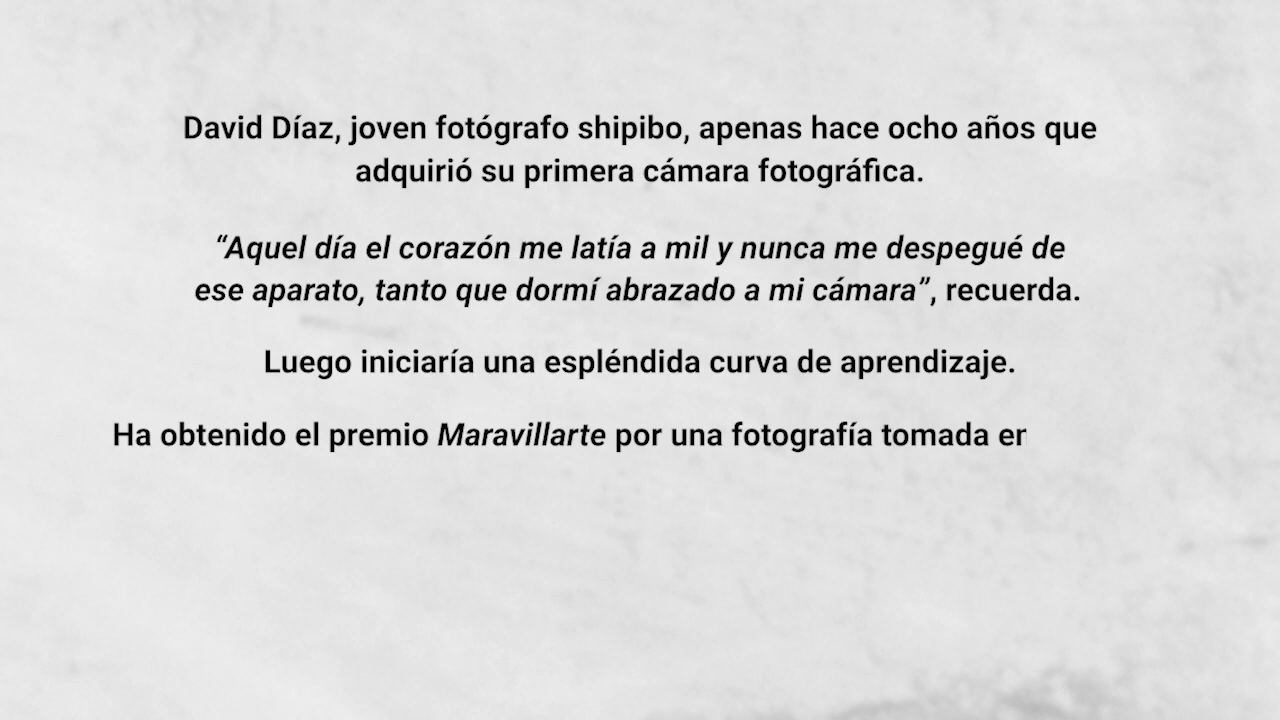 David Díaz, joven fotógrafo shipibo, apenas hace ocho años que
adquirió su primera cámara fotográfica.
“Aquel día el corazón me latía a mil y nunca me despegué de
ese aparato, tanto que dormí abrazado a mi cámara”, recuerda.
Luego iniciaría una espléndida curva de aprendizaje.
Ha obtenido el premio Maravillarte por una fotografía tomada